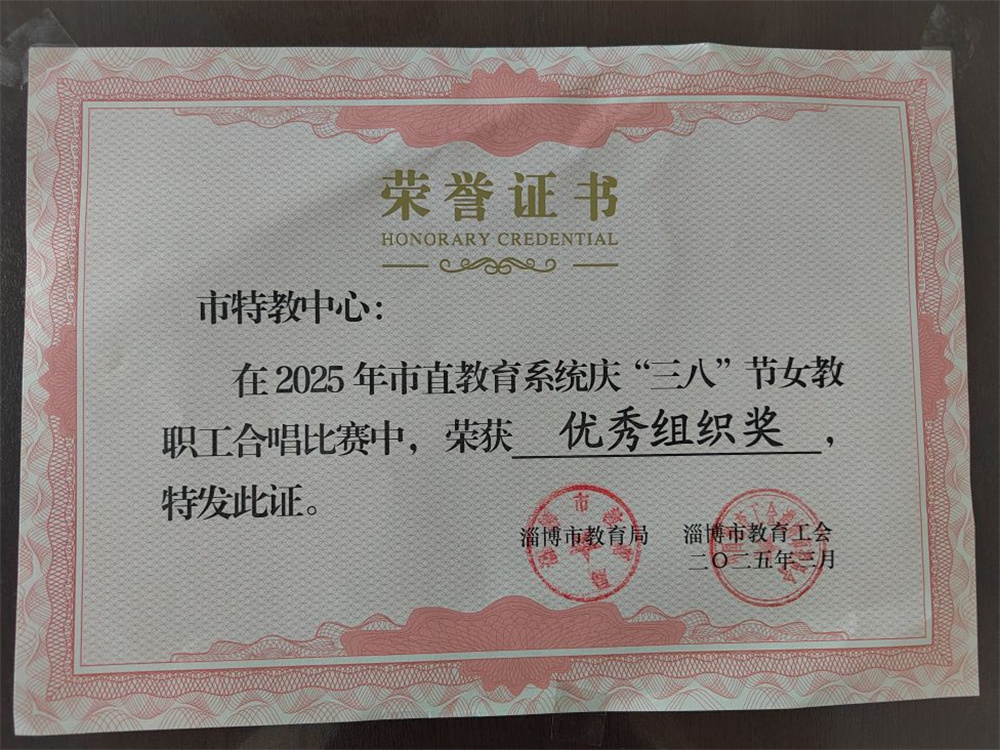 荣誉证书
HONORARY CREDENTIAL
市特教中心：
在2025年市直教育系统庆“三八”节女教
职工合唱比赛中，荣获 优秀组织奖 ，
特发此证。
淄博市教育局 淄博市教育工会
二〇二五年三月